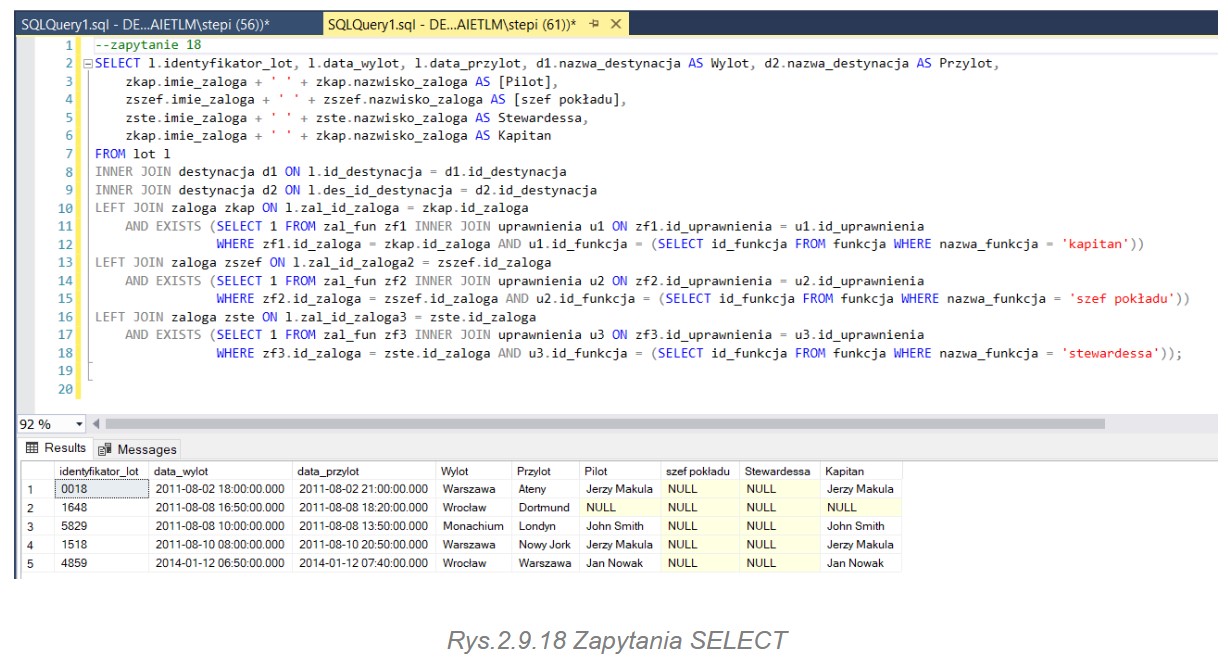 SQLQuery1.sql - DE...AIETLM\stepi (56))* SQLQuery1.sql - DE...AIETLM\stepi (61))*
1 --zapytanie 18
2 SELECT l.identyfikator_lot, l.data_wylot, l.data_przylot, d1.nazwa_destynacja AS Wylot, d2.nazwa_destynacja AS Przylot,
3 zkap.imie_zaloga + ' ' + zkap.nazwisko_zaloga AS [Pilot],
4 zszef.imie_zaloga + ' ' + zszef.nazwisko_zaloga AS [szef pokładu],
5 zste.imie_zaloga + ' ' + zste.nazwisko_zaloga AS Stewardessa,
6 zkap.imie_zaloga + ' ' + zkap.nazwisko_zaloga AS Kapitan
7 FROM lot l
8 INNER JOIN destynacja d1 ON l.id_destynacja = d1.id_destynacja
9 INNER JOIN destynacja d2 ON l.des_id_destynacja = d2.id_destynacja
10 LEFT JOIN zaloga zkap ON l.zal_id_zaloga = zkap.id_zaloga
11 AND EXISTS (SELECT 1 FROM zal_fun zf1 INNER JOIN uprawnienia u1 ON zf1.id_uprawnienia = u1.id_uprawnienia
12 WHERE zf1.id_zaloga = zkap.id_zaloga AND u1.id_funkcja = (SELECT id_funkcja FROM funkcja WHERE nazwa_funkcja = 'kapitan'))
13 LEFT JOIN zaloga zszef ON l.zal_id_zaloga2 = zszef.id_zaloga
14 AND EXISTS (SELECT 1 FROM zal_fun zf2 INNER JOIN uprawnienia u2 ON zf2.id_uprawnienia = u2.id_uprawnienia
15 WHERE zf2.id_zaloga = zszef.id_zaloga AND u2.id_funkcja = (SELECT id_funkcja FROM funkcja WHERE nazwa_funkcja = 'szef pokładu'))
16 LEFT JOIN zaloga zste ON l.zal_id_zaloga3 = zste.id_zaloga
17 AND EXISTS (SELECT 1 FROM zal_fun zf3 INNER JOIN uprawnienia u3 ON zf3.id_uprawnienia = u3.id_uprawnienia
18 WHERE zf3.id_zaloga = zste.id_zaloga AND u3.id_funkcja = (SELECT id_funkcja FROM funkcja WHERE nazwa_funkcja = 'stewardessa'));
19
20
92 %
Results Messages
identyfikator_lot data_wylot data_przylot Wylot Przylot Pilot szef pokładu Stewardessa Kapitan
1 0018 2011-08-02 18:00:00.000 2011-08-02 21:00:00.000 Warszawa Ateny Jerzy Makula NULL NULL Jerzy Makula
2 1648 2011-08-08 16:50:00.000 2011-08-08 18:20:00.000 Wrocław Dortmund NULL NULL NULL NULL
3 5829 2011-08-08 10:00:00.000 2011-08-08 13:50:00.000 Monachium Londyn John Smith NULL NULL John Smith
4 1518 2011-08-10 08:00:00.000 2011-08-10 20:50:00.000 Warszawa Nowy Jork Jerzy Makula NULL NULL Jerzy Makula
5 4859 2014-01-12 06:50:00.000 2014-01-12 07:40:00.000 Wrocław Warszawa Jan Nowak NULL NULL Jan Nowak
Rys.2.9.18 Zapytania SELECT